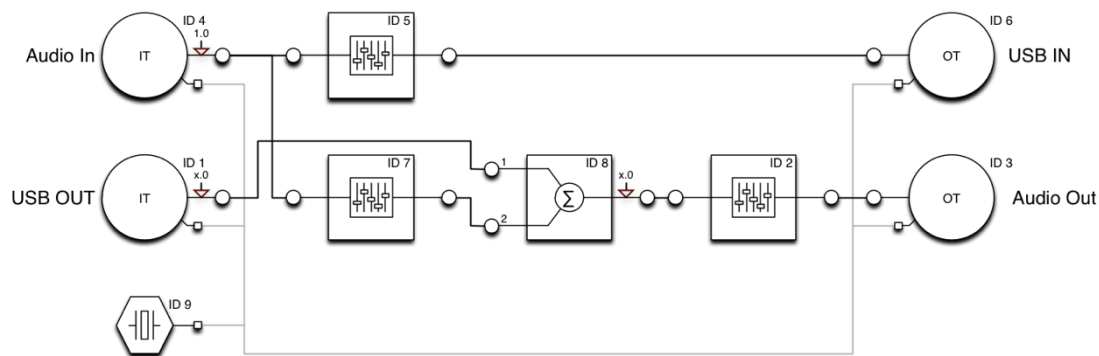 ID 4
1.0
Audio In
IT
ID 5
ID 6
OT
USB IN
ID 1
x.0
USB OUT
IT
ID 7
1
2
ID 8
Σ
x.0
ID 2
ID 3
OT
Audio Out
ID 9